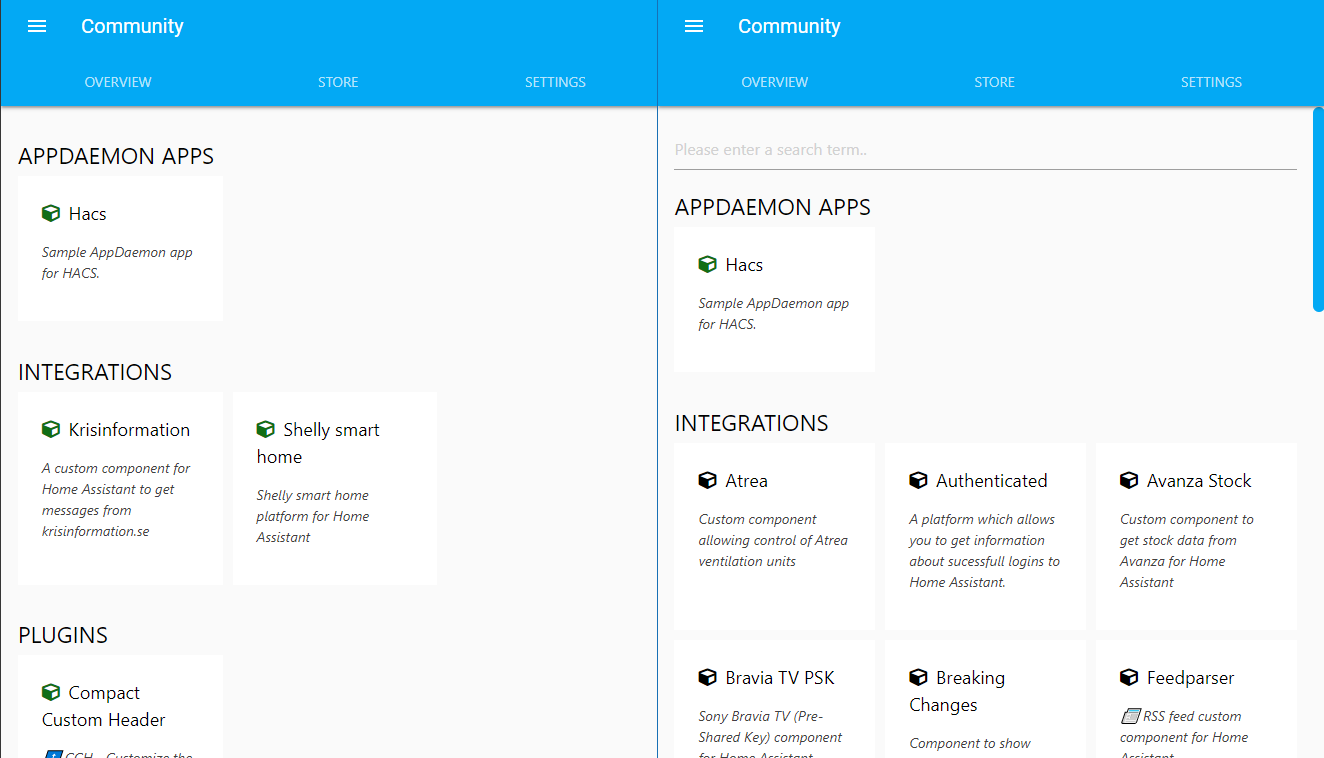 Community
OVERVIEW STORE SETTINGS
APPDAEMON APPS
Hacs
Sample AppDaemon app
for HACS.
INTEGRATIONS
Krisinformation
A custom component for
Home Assistant to get
messages from
krisinformation.se
Shelly smart
home
Shelly smart home
platform for Home
Assistant
PLUGINS
Compact
Custom Header
CCH - Customize the
Community
OVERVIEW STORE SETTINGS
Please enter a search term..
APPDAEMON APPS
Hacs
Sample AppDaemon app
for HACS.
INTEGRATIONS
Atrea
Custom component
allowing control of Atrea
ventilation units
Authenticated
A platform which allows
you to get information
about sucessfull logins to
Home Assistant.
Avanza Stock
Custom component to
get stock data from
Avanza for Home
Assistant
Bravia TV PSK
Sony Bravia TV (Pre-
Shared Key) component
for Home Assistant
Breaking
Changes
Component to show
Feedparser
RSS feed custom
component for Home
Assistant